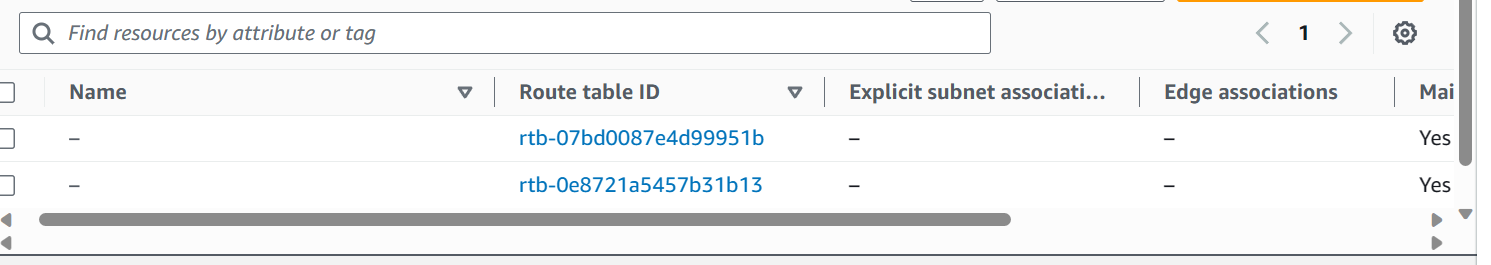 Find resources by attribute or tag
1
Name Route table ID Explicit subnet associati... Edge associations Mai
– rtb-07bd0087e4d99951b – – Yes
– rtb-0e8721a5457b31b13 – – Yes